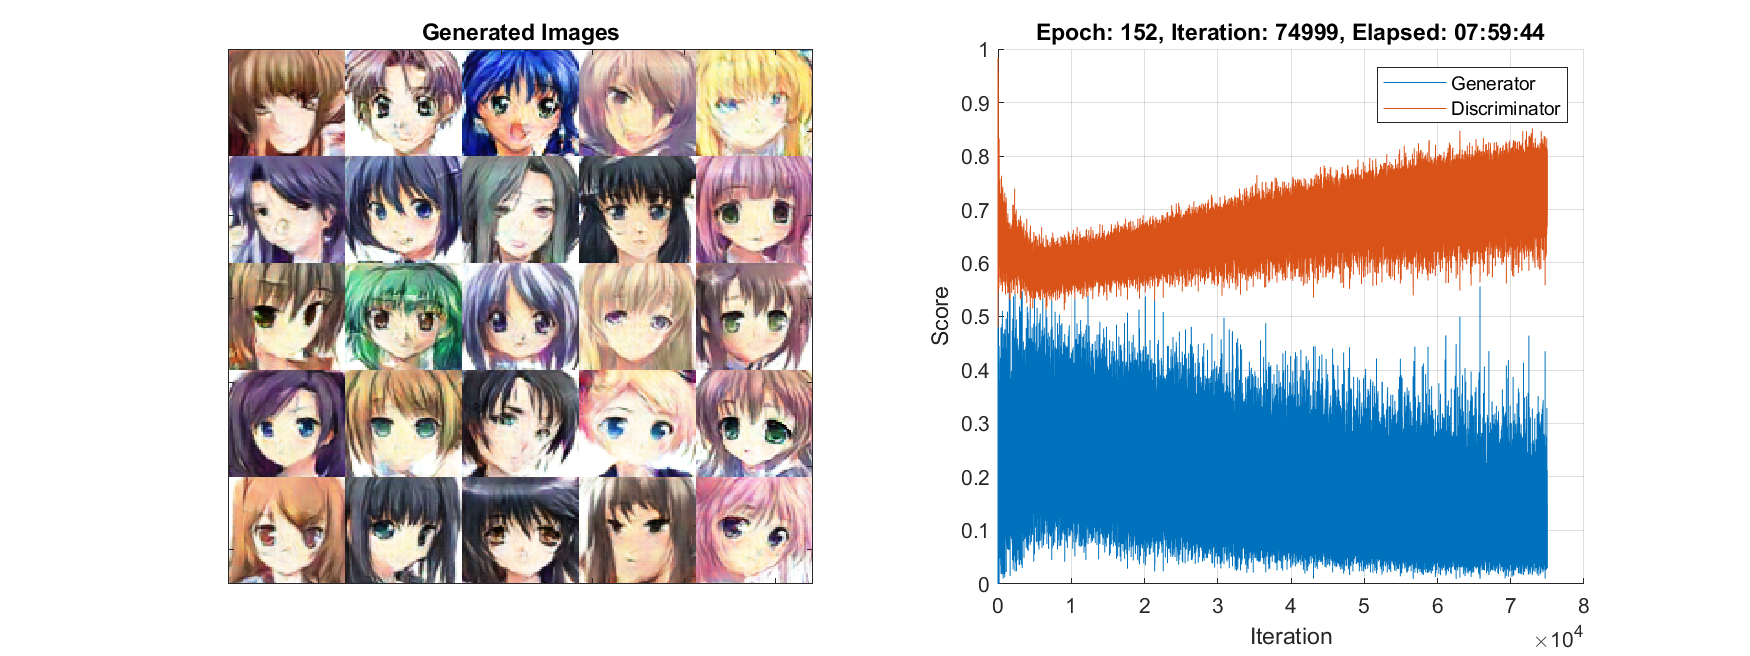 Generated Images
Epoch: 152, Iteration: 74999, Elapsed: 07:59:44
Generator
Discriminator
1
0.9
0.8
0.7
0.6
0.5
0.4
0.3
0.2
0.1
0
Score
0 1 2 3 4 5 6 7 8
Iteration
×10⁴